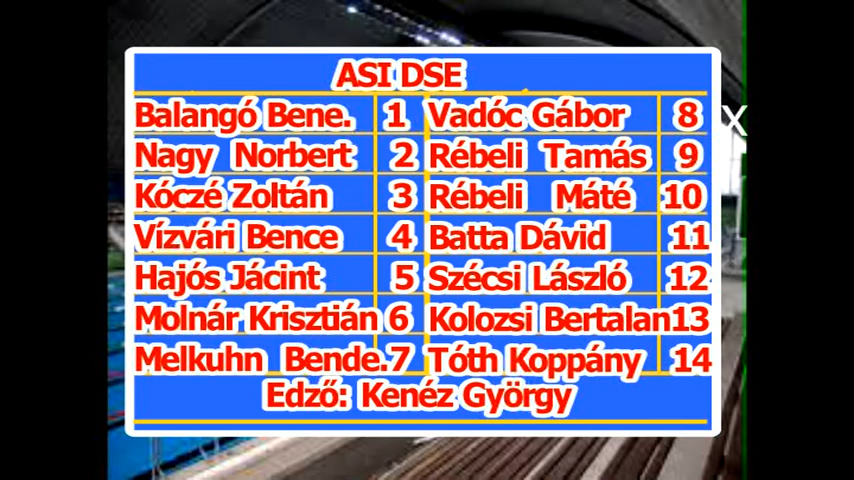 ASI DSE
Balangó Bene. 1 Vadóc Gábor 8
X
Nagy Norbert 2 Rébeli Tamás 9
Kóczé Zoltán 3 Rébeli Máté 10
Vízvári Bence 4 Batta Dávid 11
Hajós Jácint 5 Szécsi László 12
Molnár Krisztián 6 Kolozsi Bertalan 13
Melkuhn Bende. 7 Tóth Koppány 14
Edző: Kenéz György